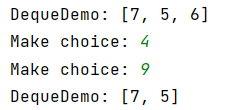 DequeDemo: [7, 5, 6]
Make choice: 4
Make choice: 9
DequeDemo: [7, 5]